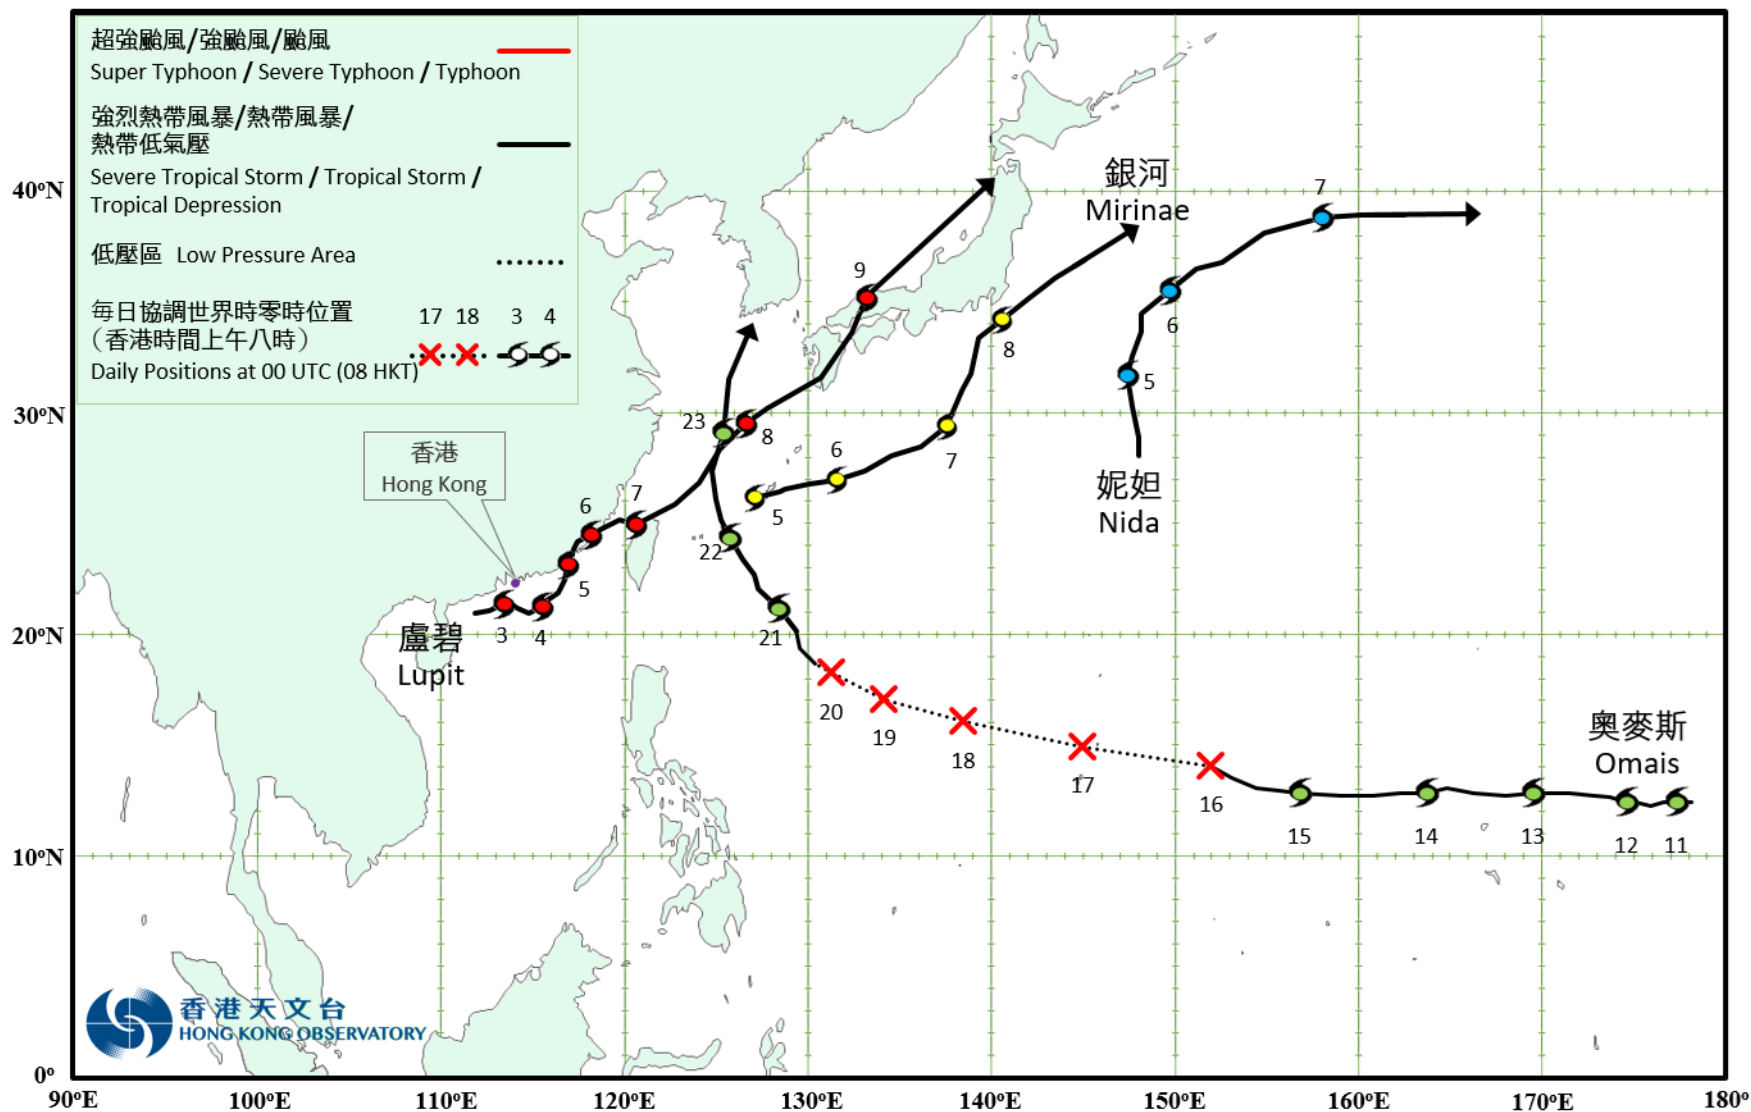 超強颱風/強颱風/颱風
Super Typhoon / Severe Typhoon / Typhoon
強烈熱帶風暴/熱帶風暴/
熱帶低氣壓
Severe Tropical Storm / Tropical Storm /
Tropical Depression
低壓區 Low Pressure Area
每日協調世界時零時位置
（香港時間上午八時）
Daily Positions at 00 UTC (08 HKT)
17 18 3 4
香港
Hong Kong
銀河
Mirinae
妮妲
Nida
盧碧
Lupit
奧麥斯
Omais
7
6
5
9
8
7
6
5
4
3
8
7
6
5
23
22
21
20
19
18
17
16
15
14
13
12
11
40°N
30°N
20°N
10°N
0°
90°E
100°E
110°E
120°E
130°E
140°E
150°E
160°E
170°E
180°
香港天文台
HONG KONG OBSERVATORY